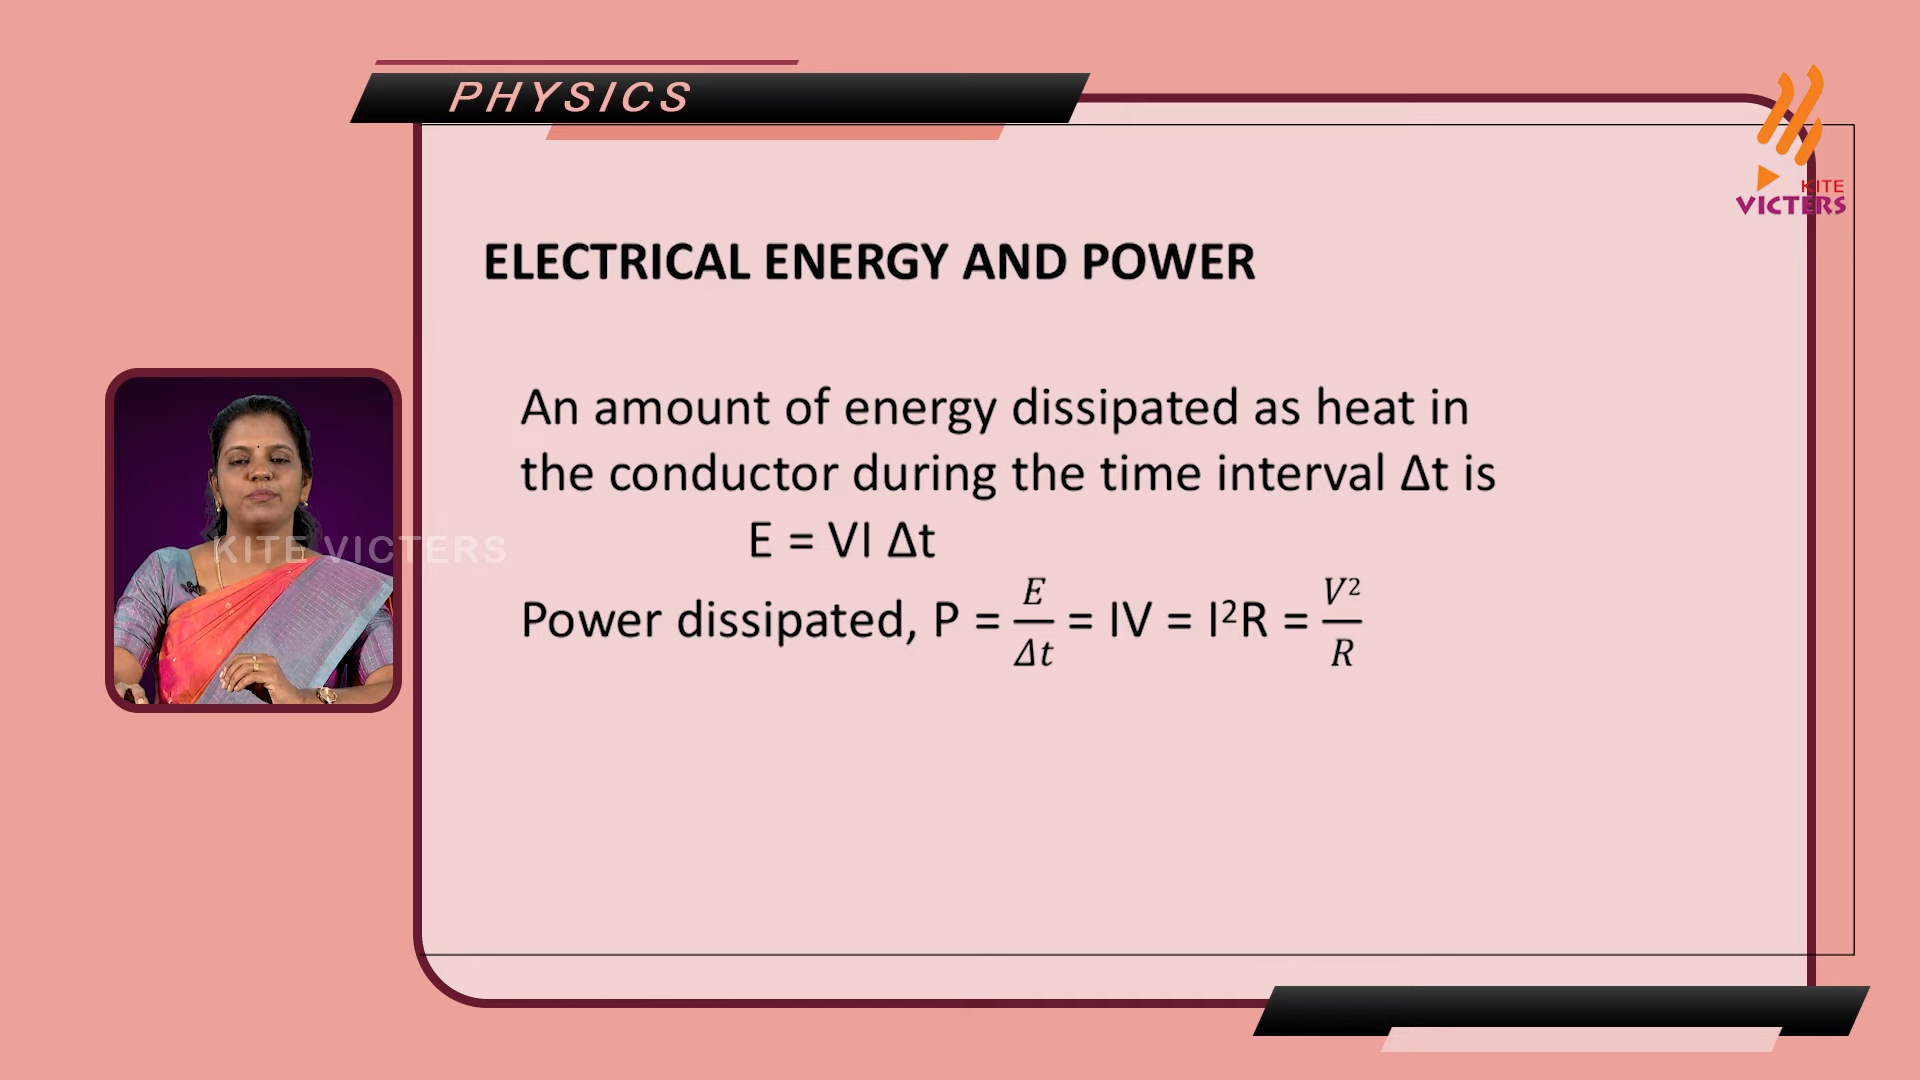 PHYSICS
KITE
VICTERS
ELECTRICAL ENERGY AND POWER
An amount of energy dissipated as heat in
the conductor during the time interval Δt is
E = VI Δt
Power dissipated, P = E/Δt = IV = I²R = V²/R
KITE VICTERS